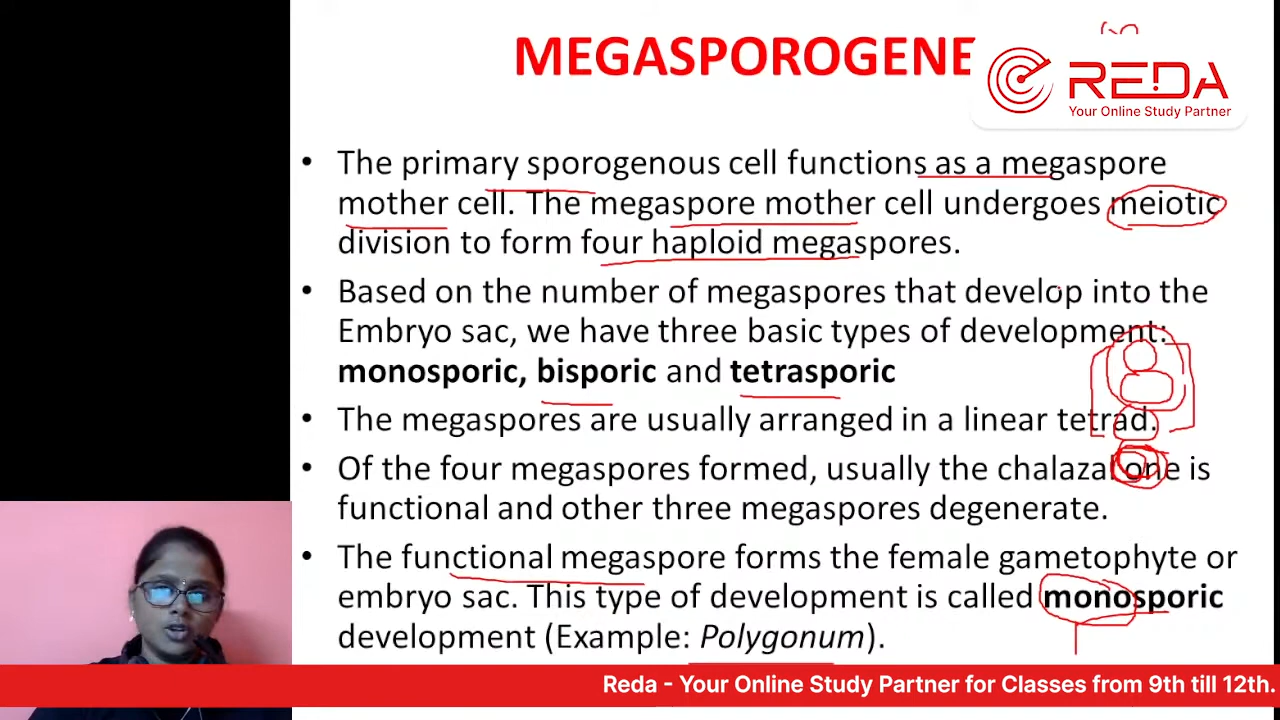 MEGASPOROGENE
REDA
Your Online Study Partner
• The primary sporogenous cell functions as a megaspore
mother cell. The megaspore mother cell undergoes meiotic
division to form four haploid megaspores.
• Based on the number of megaspores that develop into the
Embryo sac, we have three basic types of development:
monosporic, bisporic and tetrasporic
• The megaspores are usually arranged in a linear tetrad.
• Of the four megaspores formed, usually the chalazal one is
functional and other three megaspores degenerate.
• The functional megaspore forms the female gametophyte or
embryo sac. This type of development is called monosporic
development (Example: Polygonum).
Reda - Your Online Study Partner for Classes from 9th till 12th.